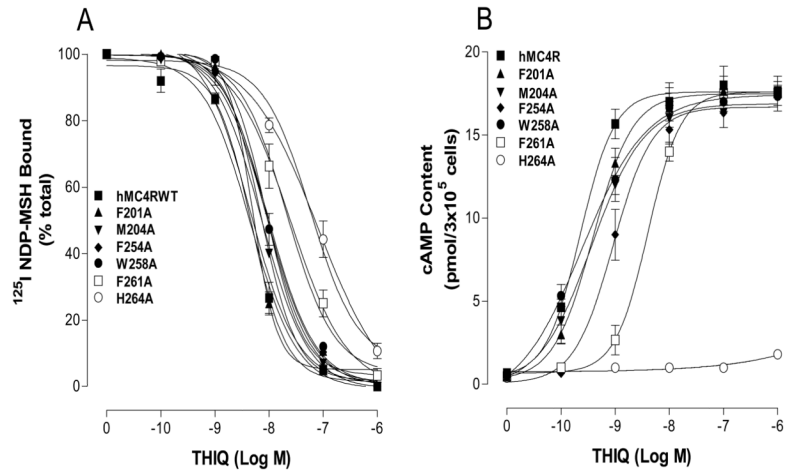 A
¹²⁵I NDP-MSH Bound
(% total)
100
80
60
40
20
0
hMC4RWT
F201A
M204A
F254A
W258A
F261A
H264A
0 -10 -9 -8 -7 -6
THIQ (Log M)
B
cAMP Content
(pmol/3x10⁵ cells)
20
15
10
5
0
hMC4R
F201A
M204A
F254A
W258A
F261A
H264A
0 -10 -9 -8 -7 -6
THIQ (Log M)